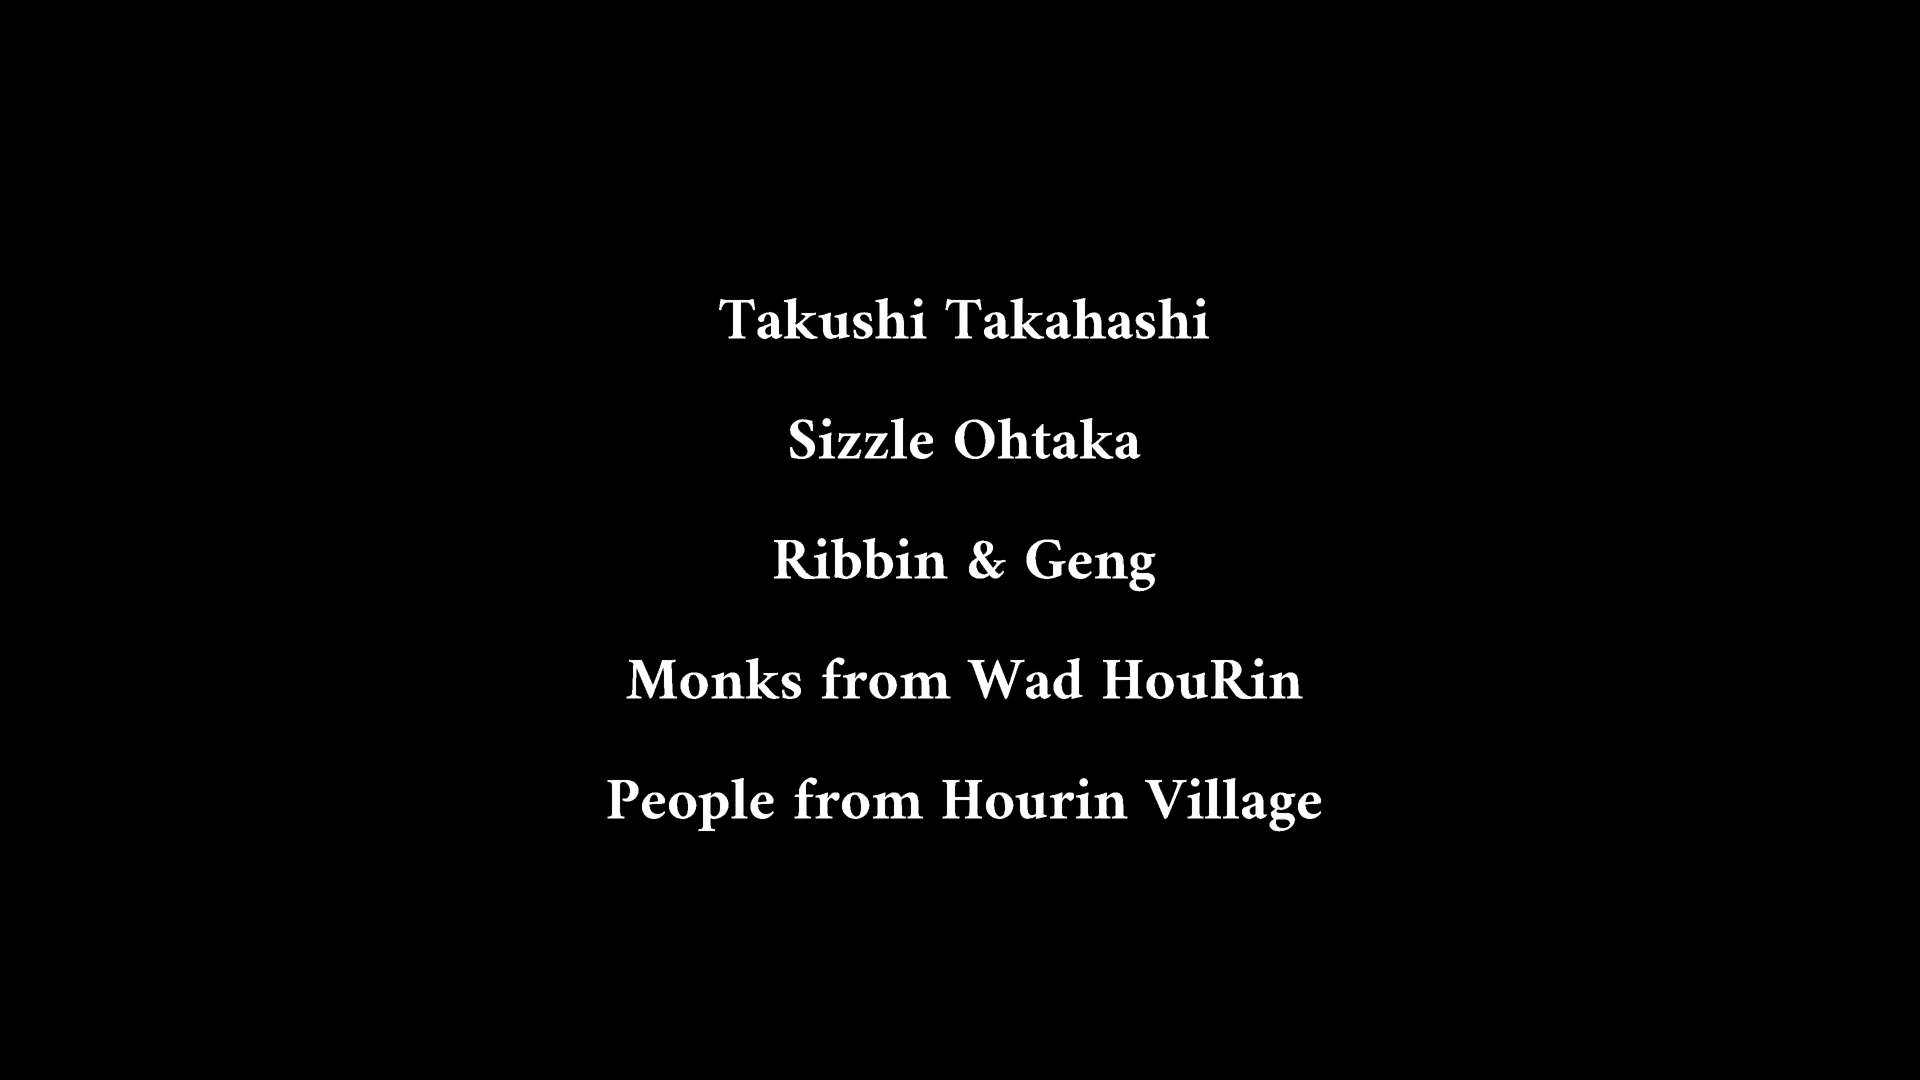 Takushi Takahashi
Sizzle Ohtaka
Ribbin & Geng
Monks from Wad HouRin
People from Hourin Village